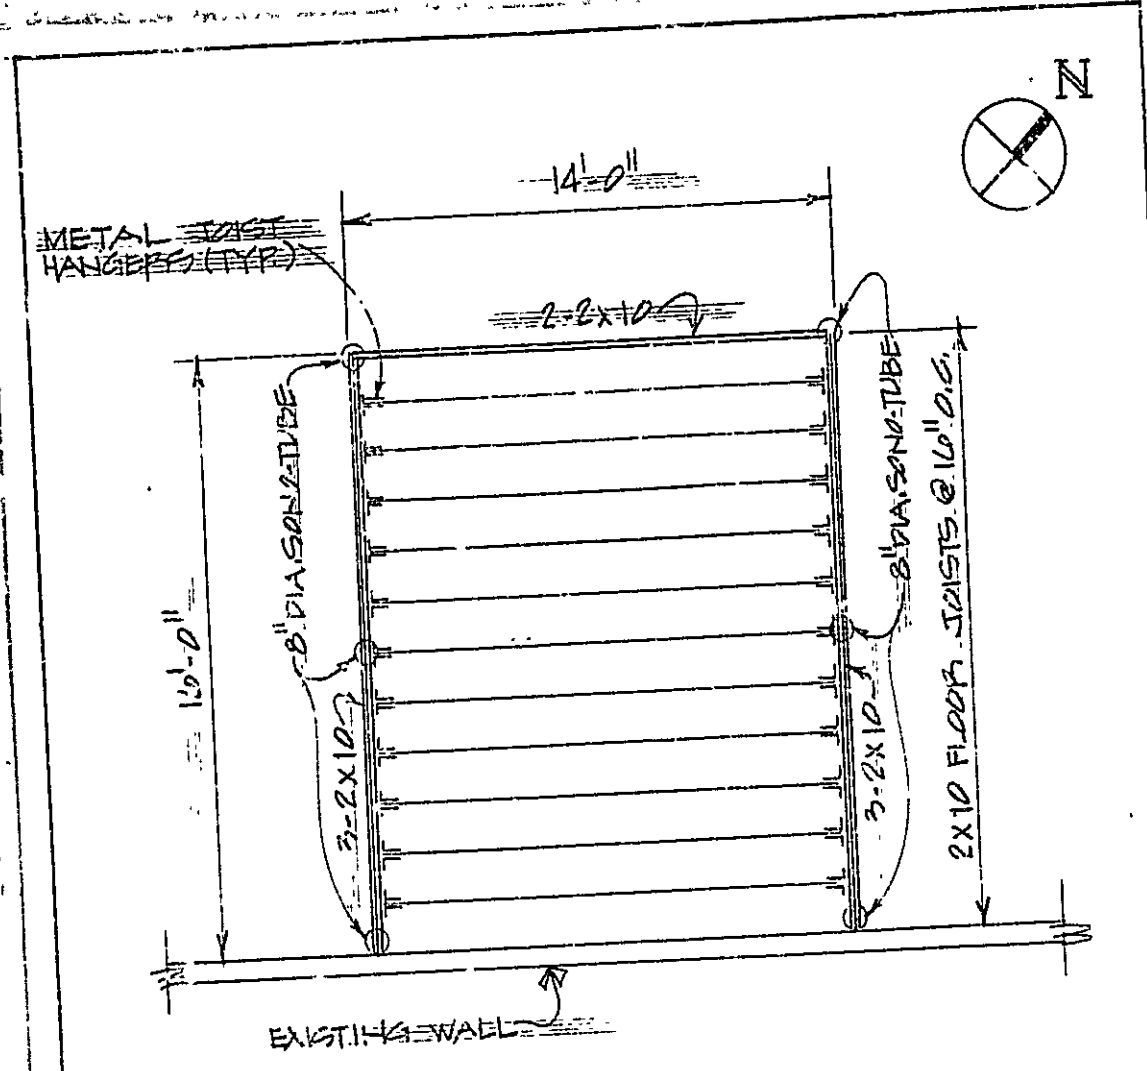 N
14'-0"
METAL JOIST
HANGERS (TYP.)
2-2x10
8" DIA. SONO-TUBE
8" DIA. SONO-TUBE
16'-0"
3-2x10
3-2x10
2x10 FLOOR JOISTS @ 16" O.C.
EXISTING WALL